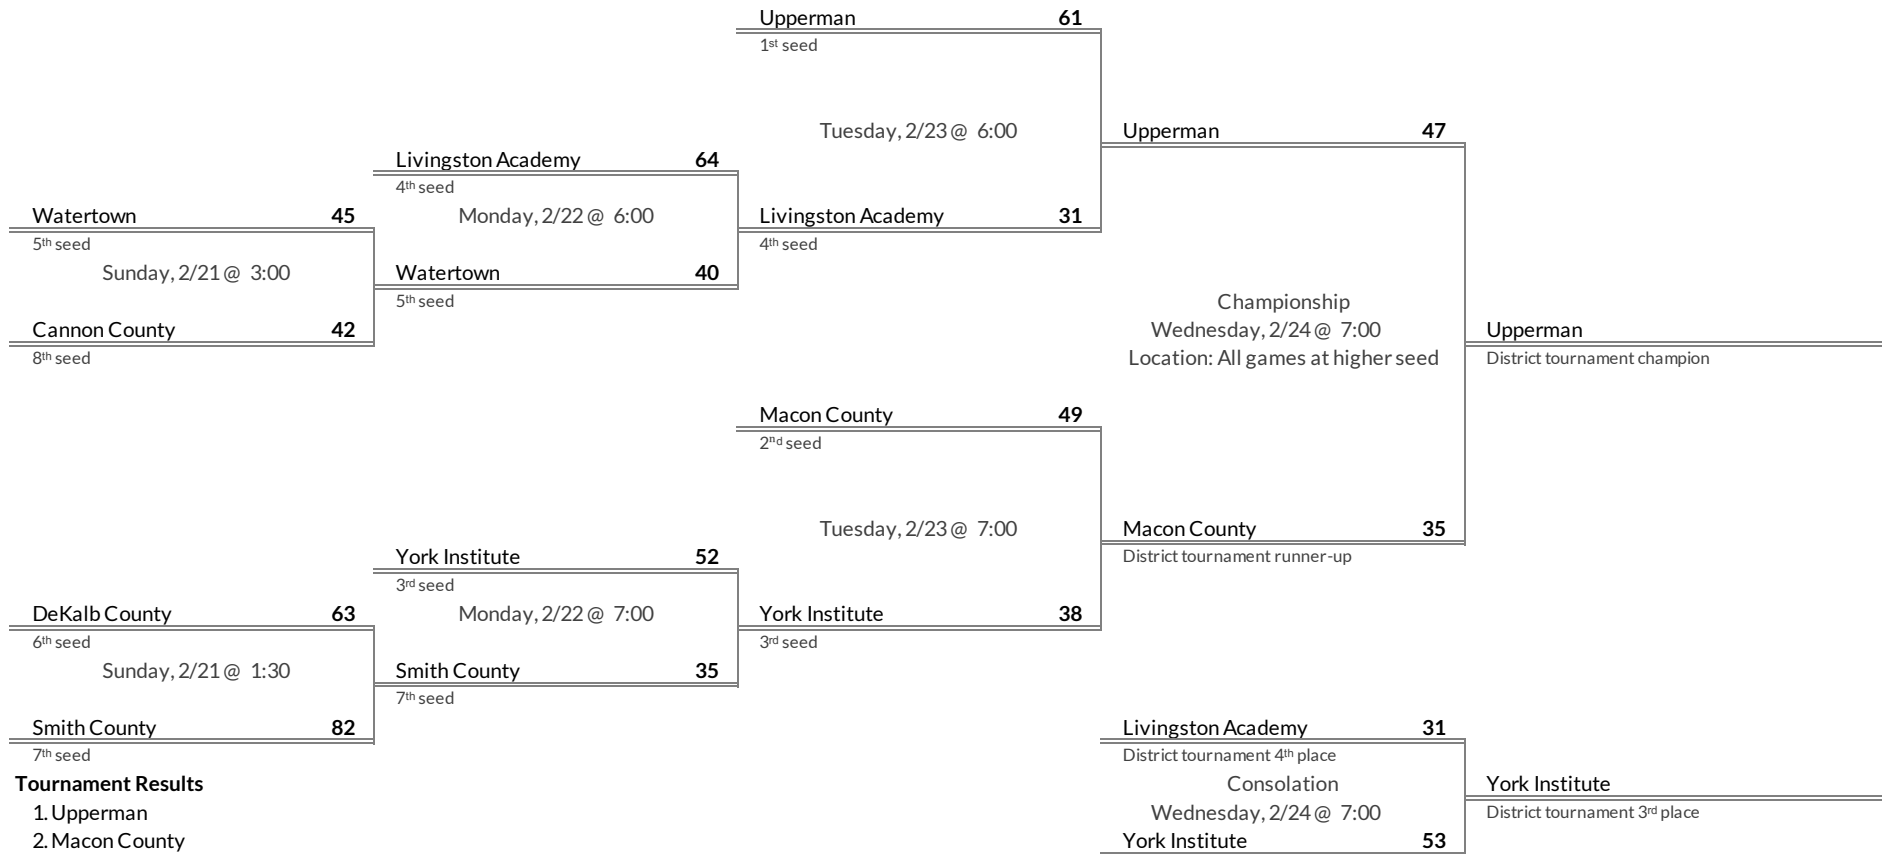 Upperman 61
1st seed
Tuesday, 2/23 @ 6:00
Upperman 47
Livingston Academy 64
4th seed
Watertown 45
Monday, 2/22 @ 6:00
Livingston Academy 31
5th seed
4th seed
Sunday, 2/21 @ 3:00
Watertown 40
5th seed
Championship
Cannon County 42
Wednesday, 2/24 @ 7:00
Upperman
8th seed
Location: All games at higher seed
District tournament champion
Macon County 49
2nd seed
Tuesday, 2/23 @ 7:00
Macon County 35
York Institute 52
District tournament runner-up
3rd seed
DeKalb County 63
Monday, 2/22 @ 7:00
York Institute 38
6th seed
3rd seed
Sunday, 2/21 @ 1:30
Smith County 35
7th seed
Smith County 82
Livingston Academy 31
7th seed
District tournament 4th place
Tournament Results
Consolation
York Institute
1. Upperman
Wednesday, 2/24 @ 7:00
District tournament 3rd place
2. Macon County
York Institute 53